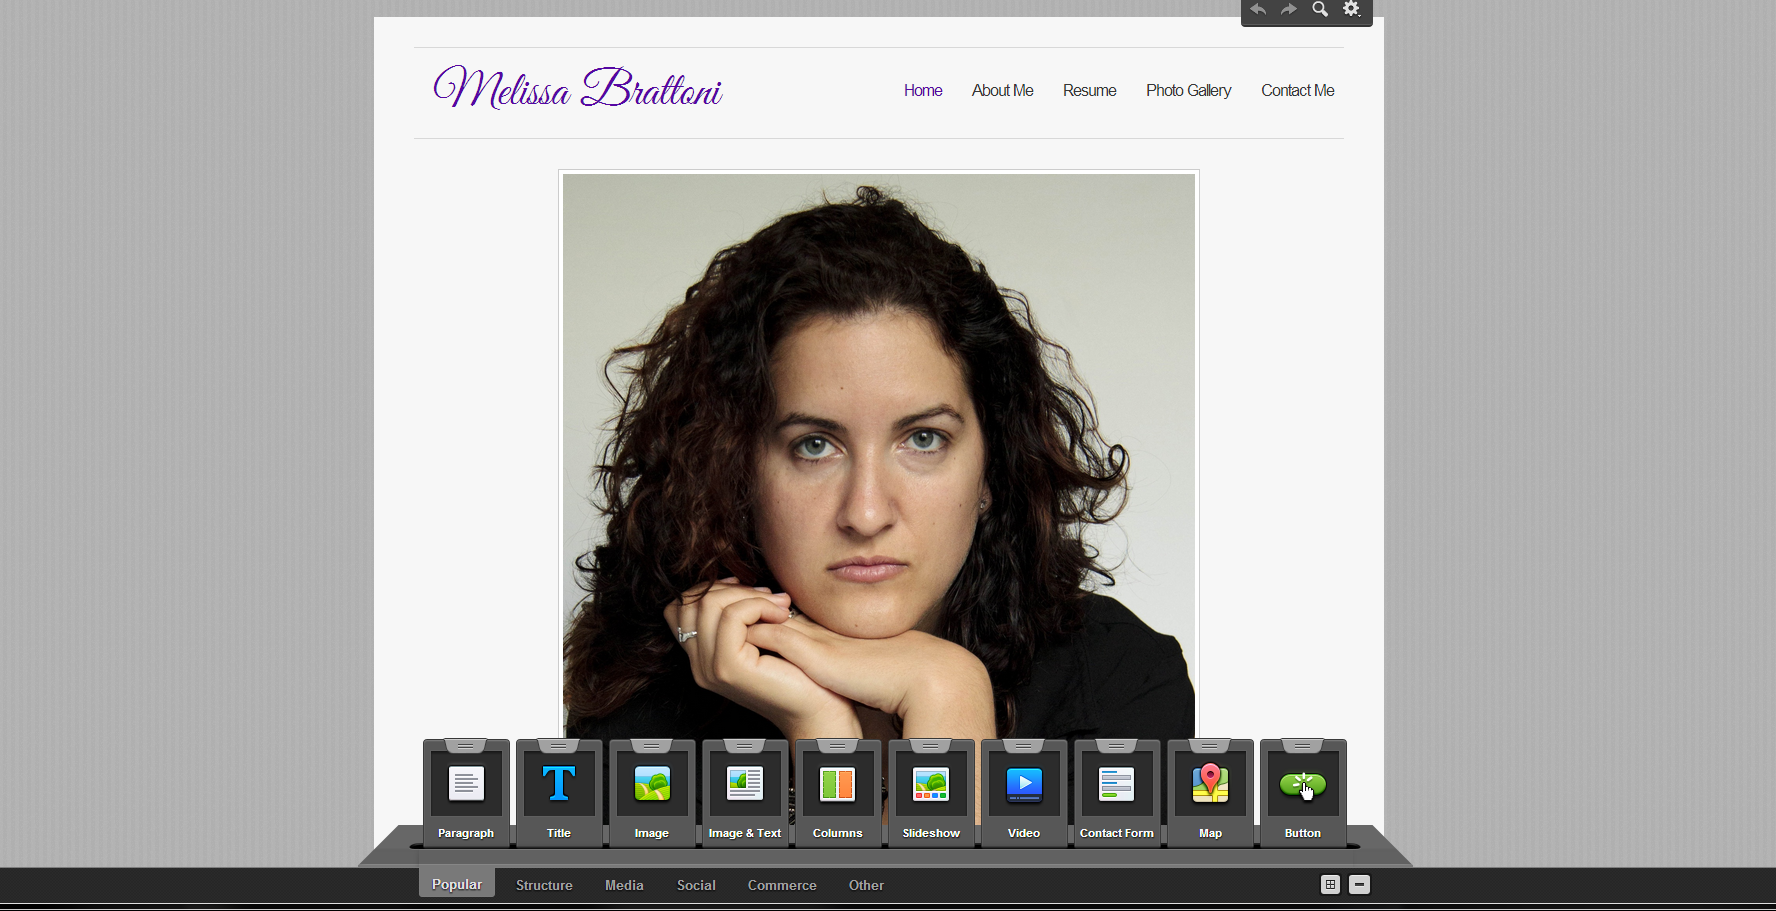 Melissa Brattoni
Home About Me Resume Photo Gallery Contact Me
T
Paragraph Title Image Image & Text Columns Slideshow Video Contact Form Map Button
Popular Structure Media Social Commerce Other